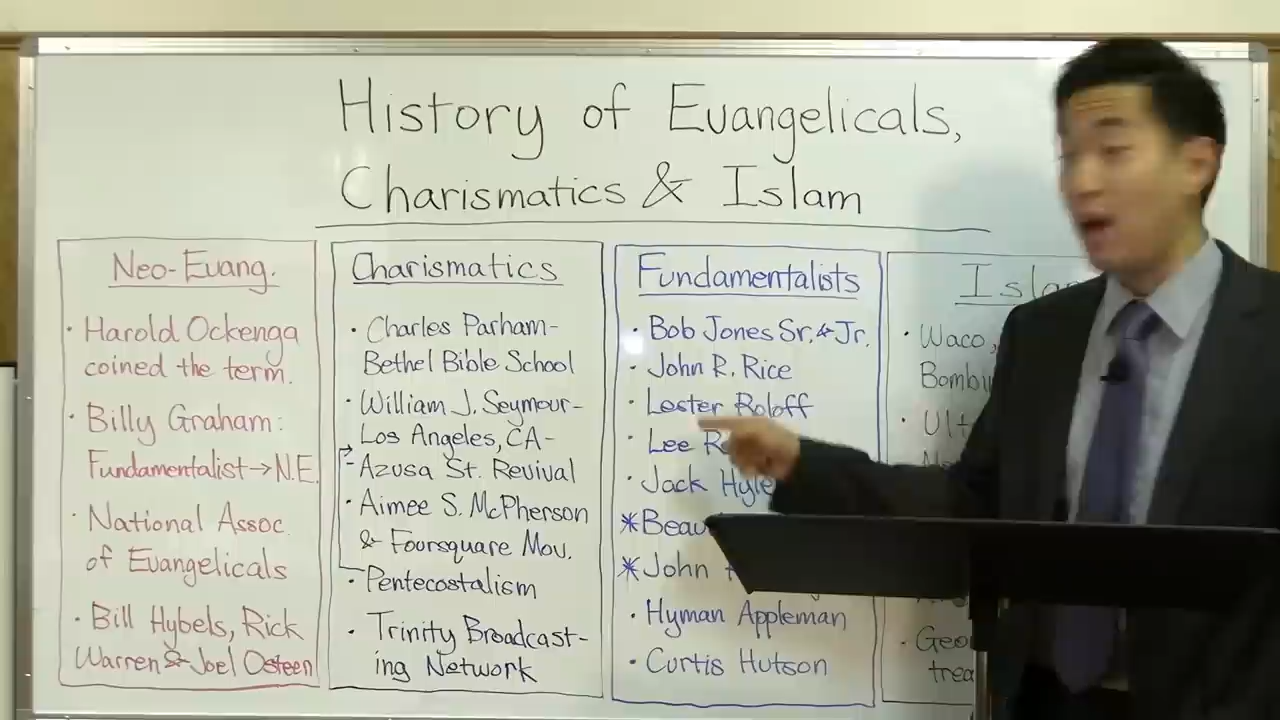 History of Evangelicals,
Charismatics & Islam
Neo-Evang.
• Harold Ockenga
coined the term.
• Billy Graham:
Fundamentalist→N.E.
• National Assoc.
of Evangelicals
• Bill Hybels, Rick
Warren & Joel Osteen
Charismatics
• Charles Parham-
Bethel Bible School
• William J. Seymour-
Los Angeles, CA-
- Azusa St. Revival
• Aimee S. McPherson
& Foursquare Mov.
• Pentecostalism
• Trinity Broadcast-
ing Network
Fundamentalists
• Bob Jones Sr. & Jr.
• John R. Rice
• Lester Roloff
• Lee
• Jack
*
* John
• Hyman Appleman
• Curtis Hutson
• Waco,